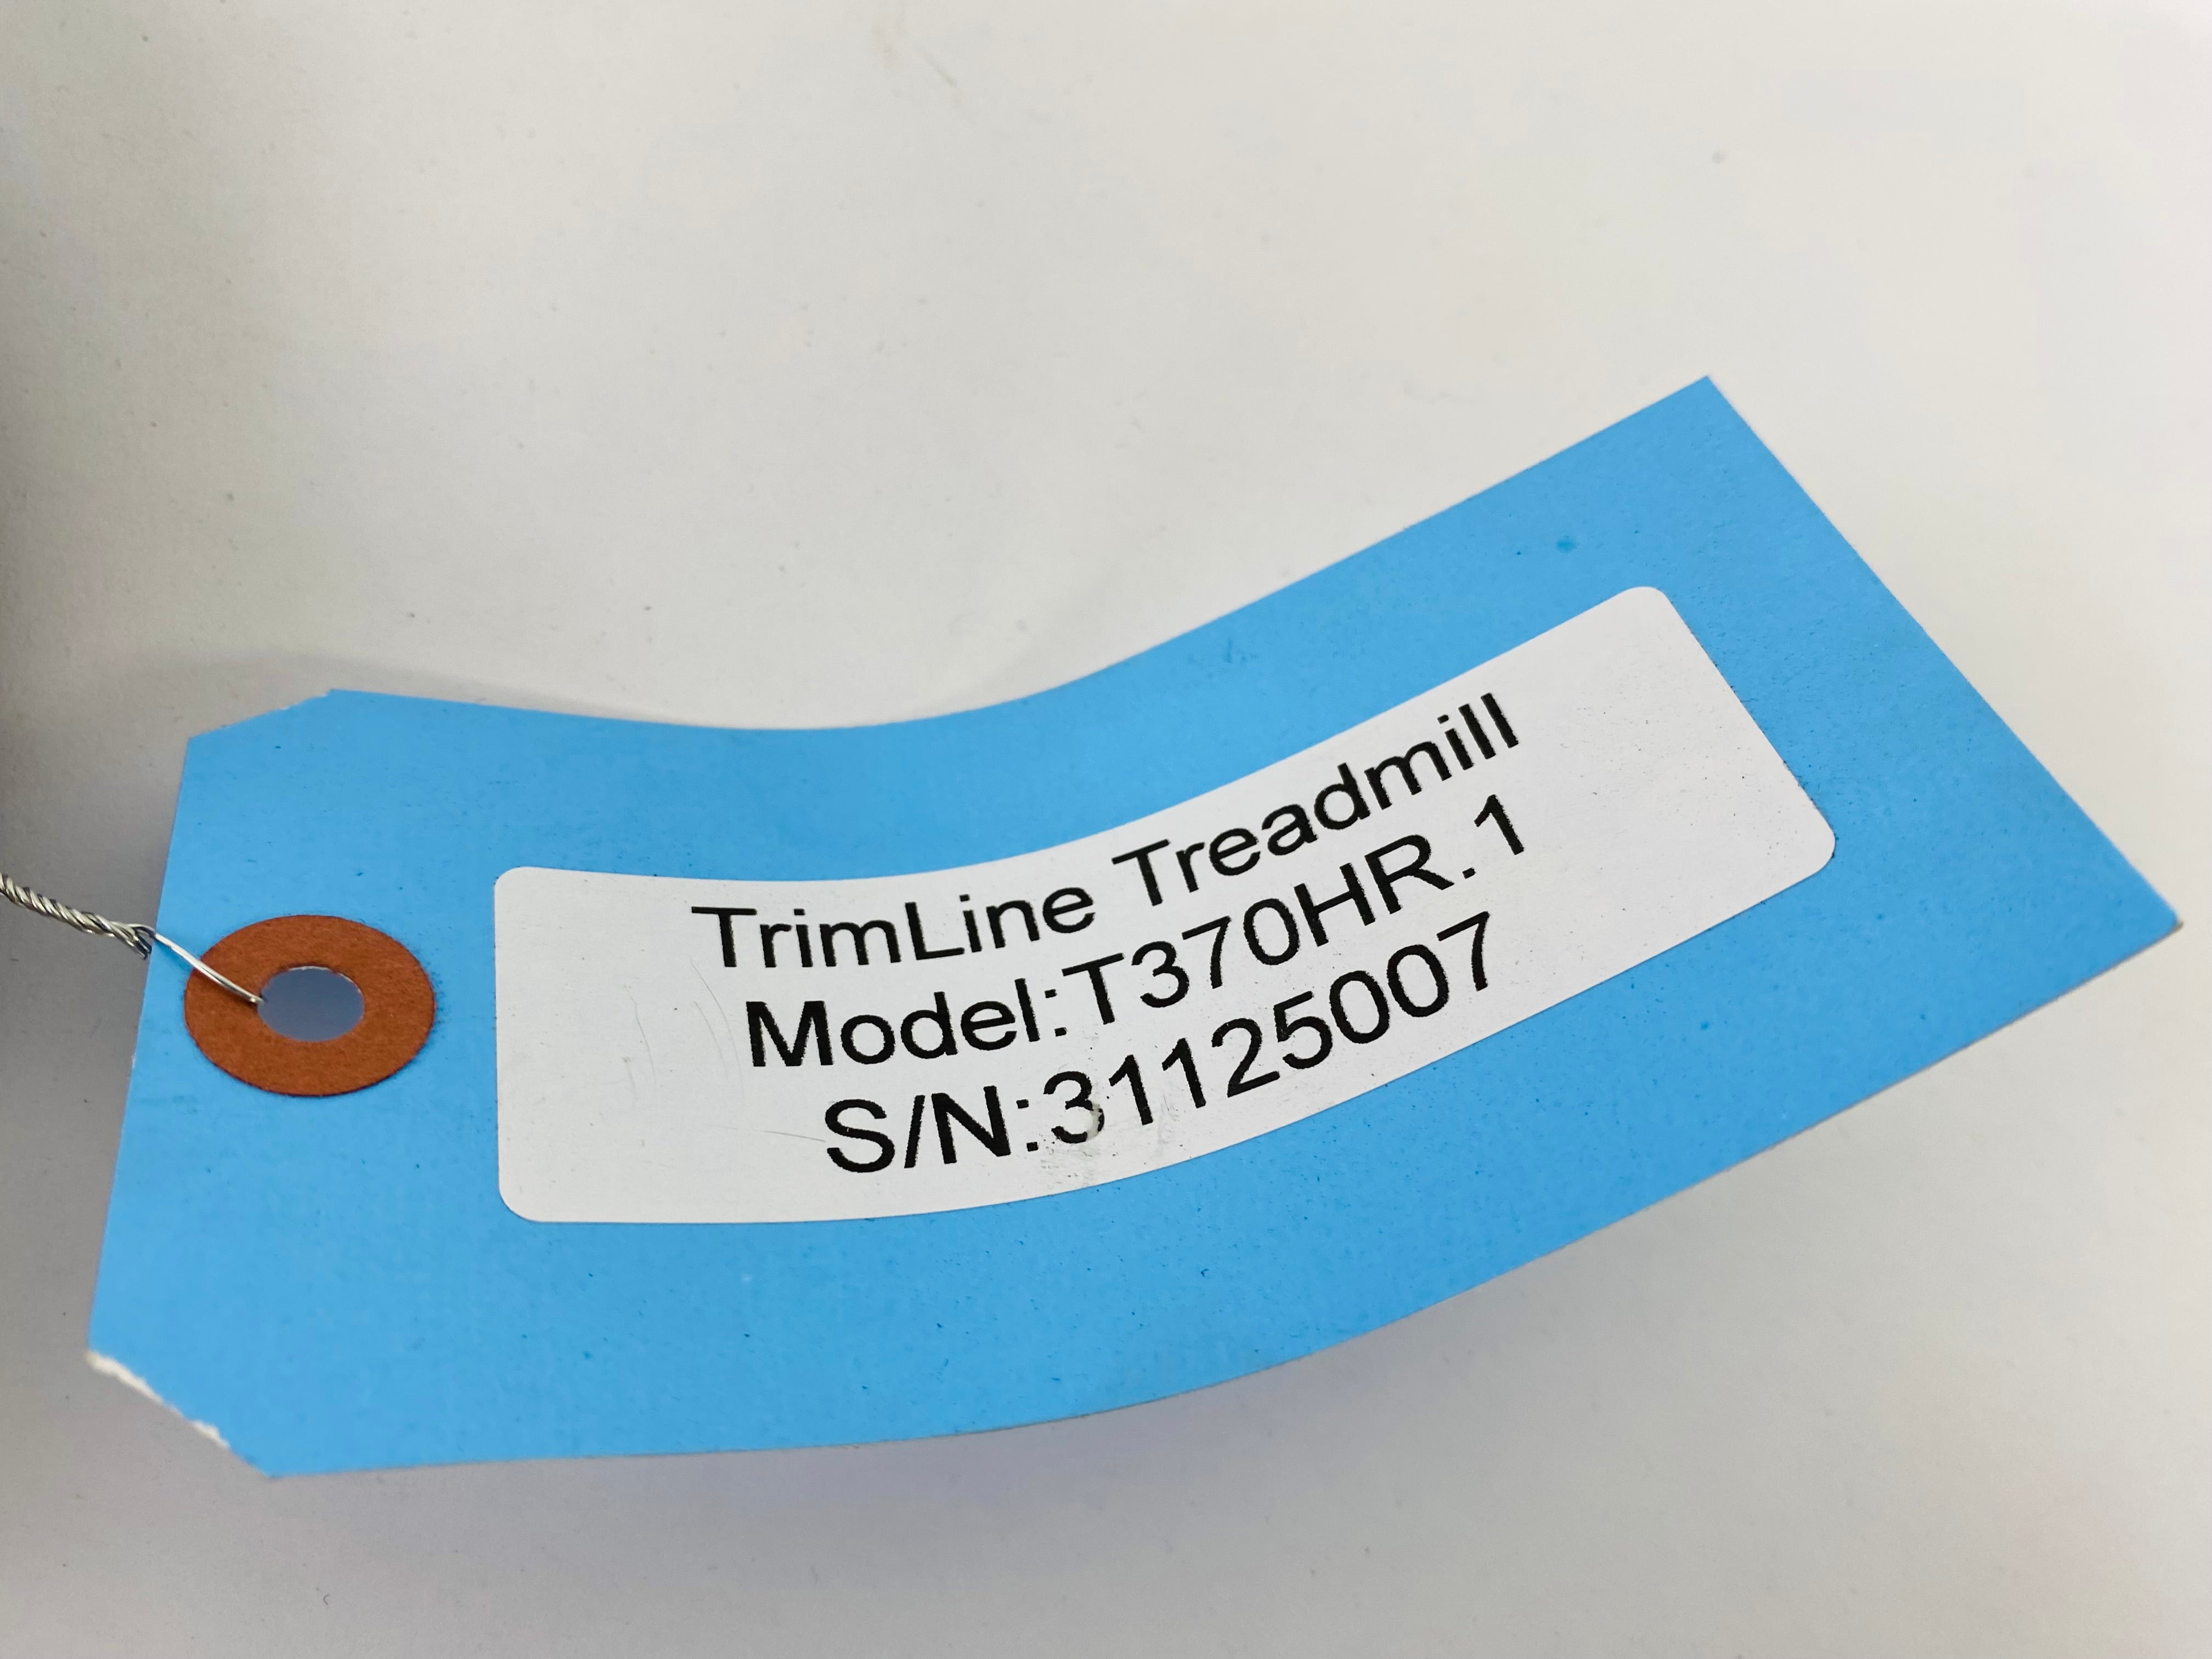 TrimLine Treadmill
Model:T370HR.1
S/N:31125007